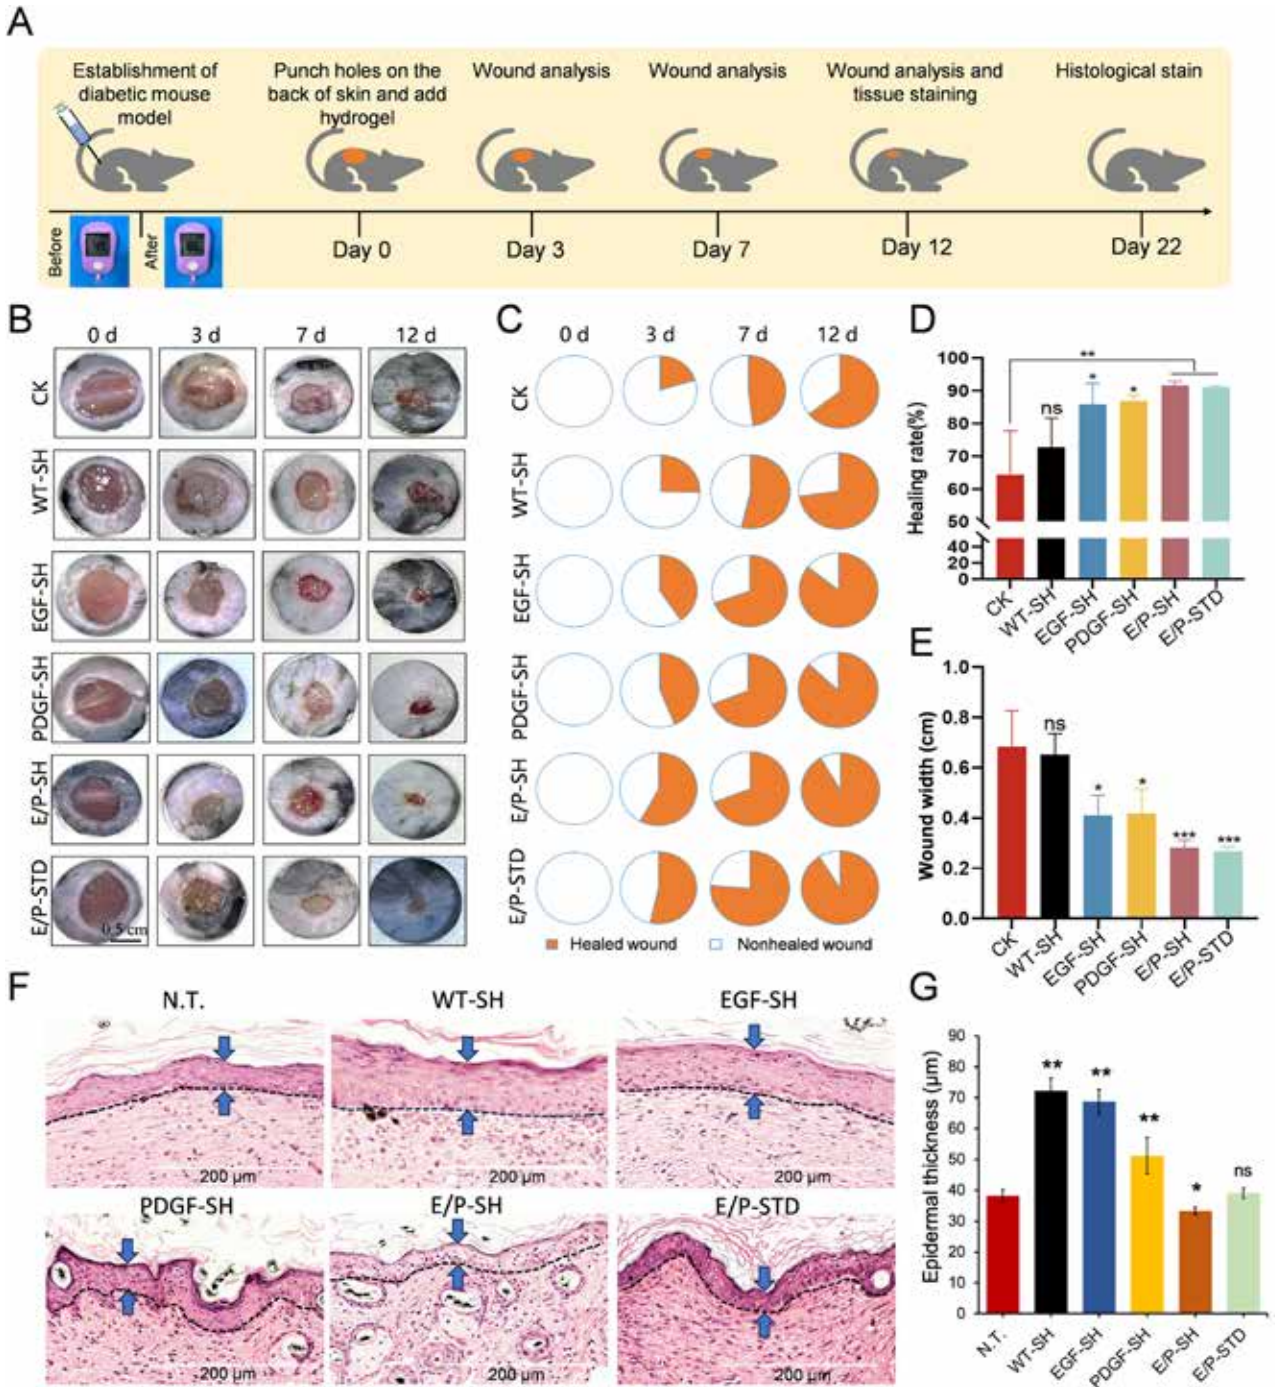 A
Establishment of
diabetic mouse
model
Punch holes on the
back of skin and add
hydrogel
Wound analysis
Wound analysis
Wound analysis and
tissue staining
Histological stain
Before
After
Day 0
Day 3
Day 7
Day 12
Day 22
B
0 d
3 d
7 d
12 d
CK
WT-SH
EGF-SH
PDGF-SH
E/P-SH
E/P-STD
0.5 cm
C
0 d
3 d
7 d
12 d
CK
WT-SH
EGF-SH
PDGF-SH
E/P-SH
E/P-STD
Healed wound
Nonhealed wound
D
Healing rate(%)
100
90
80
70
60
50
40
20
0
**
ns
*
*
CK
WT-SH
EGF-SH
PDGF-SH
E/P-SH
E/P-STD
E
Wound width (cm)
1.0
0.8
0.6
0.4
0.2
0.0
ns
*
*
***
***
CK
WT-SH
EGF-SH
PDGF-SH
E/P-SH
E/P-STD
F
N.T.
WT-SH
EGF-SH
200 μm
200 μm
200 μm
PDGF-SH
E/P-SH
E/P-STD
200 μm
200 μm
200 μm
G
Epidermal thickness (μm)
90
80
70
60
50
40
30
20
10
0
**
**
**
*
ns
N.T.
WT-SH
EGF-SH
PDGF-SH
E/P-SH
E/P-STD